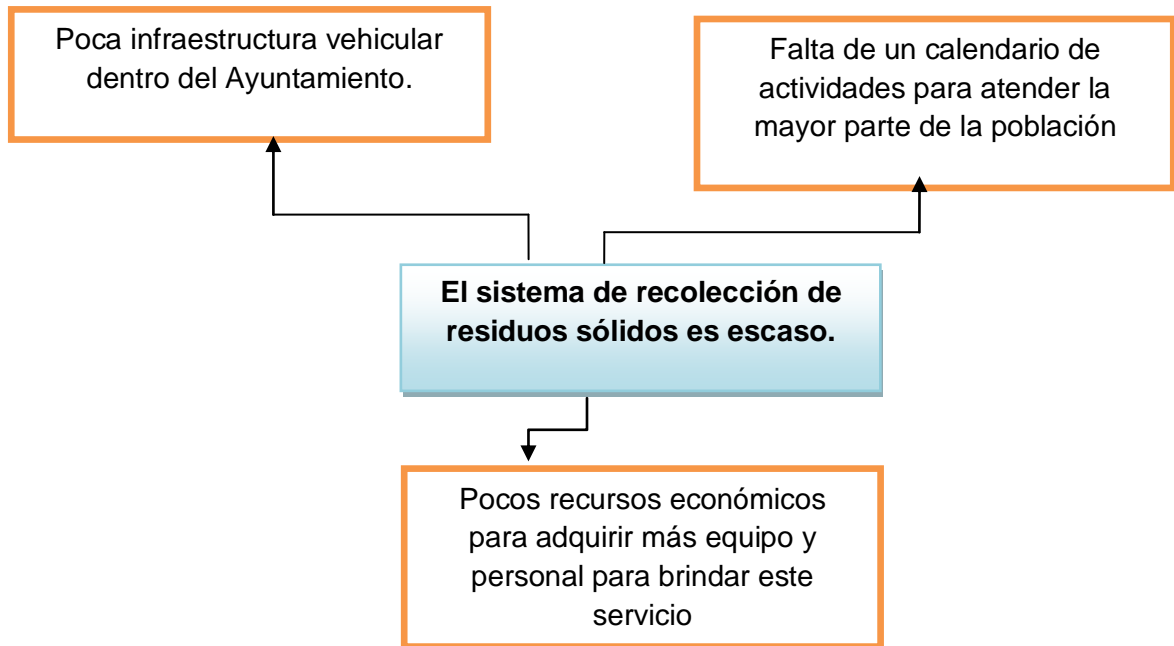 Poca infraestructura vehicular
dentro del Ayuntamiento.
Falta de un calendario de
actividades para atender la
mayor parte de la población
El sistema de recolección de
residuos sólidos es escaso.
Pocos recursos económicos
para adquirir más equipo y
personal para brindar este
servicio